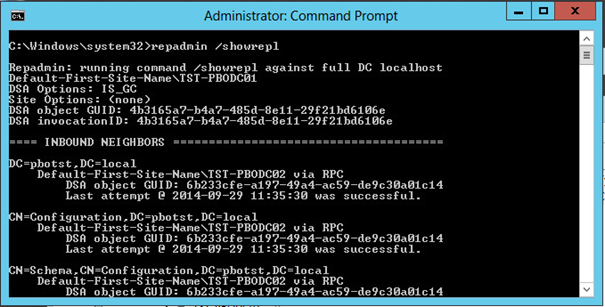 Administrator: Command Prompt
C:\Windows\system32>repadmin /showrepl
Repadmin: running command /showrepl against full DC localhost
Default-First-Site-Name\TST-PBODC01
DSA Options: IS_GC
Site Options: (none)
DSA object GUID: 4b3165a7-b4a7-485d-8e11-29f21bd6106e
DSA invocationID: 4b3165a7-b4a7-485d-8e11-29f21bd6106e
==== INBOUND NEIGHBORS ======================================
DC=pbotst,DC=local
Default-First-Site-Name\TST-PBODC02 via RPC
DSA object GUID: 6b233cfe-a197-49a4-ac59-de9c30a01c14
Last attempt @ 2014-09-29 11:35:30 was successful.
CN=Configuration,DC=pbotst,DC=local
Default-First-Site-Name\TST-PBODC02 via RPC
DSA object GUID: 6b233cfe-a197-49a4-ac59-de9c30a01c14
Last attempt @ 2014-09-29 11:35:30 was successful.
CN=Schema,CN=Configuration,DC=pbotst,DC=local
Default-First-Site-Name\TST-PBODC02 via RPC
DSA object GUID: 6b233cfe-a197-49a4-ac59-de9c30a01c14